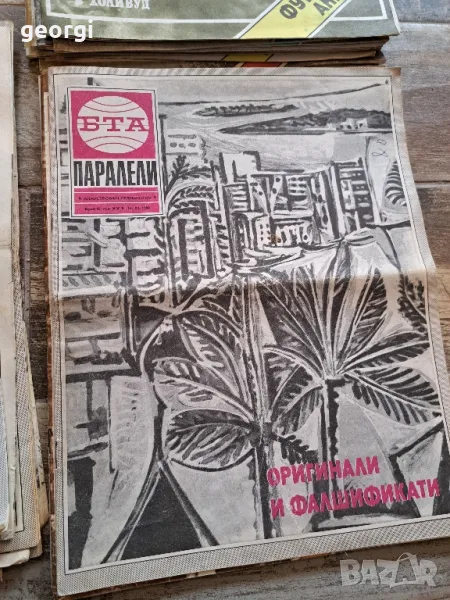 georgi
ХОЛИВУД
БТА
ПАРАЛЕЛИ
ОРИГИНАЛИ
И ФАЛШИФИКАТИ
BAZAR